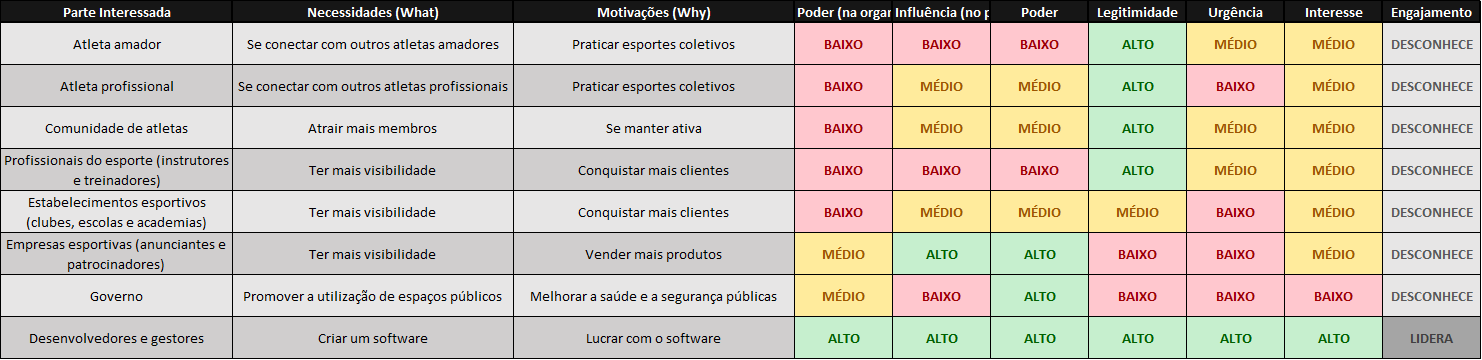 Parte Interessada Necessidades (What) Motivações (Why) Poder (na organ Influência (no p Poder Legitimidade Urgência Interesse Engajamento
Atleta amador Se conectar com outros atletas amadores Praticar esportes coletivos BAIXO BAIXO BAIXO ALTO MÉDIO MÉDIO DESCONHECE
Atleta profissional Se conectar com outros atletas profissionais Praticar esportes coletivos BAIXO MÉDIO MÉDIO ALTO BAIXO MÉDIO DESCONHECE
Comunidade de atletas Atrair mais membros Se manter ativa BAIXO MÉDIO MÉDIO ALTO MÉDIO MÉDIO DESCONHECE
Profissionais do esporte (instrutores
e treinadores) Ter mais visibilidade Conquistar mais clientes BAIXO BAIXO BAIXO ALTO MÉDIO MÉDIO DESCONHECE
Estabelecimentos esportivos
(clubes, escolas e academias) Ter mais visibilidade Conquistar mais clientes BAIXO MÉDIO MÉDIO MÉDIO BAIXO MÉDIO DESCONHECE
Empresas esportivas (anunciantes e
patrocinadores) Ter mais visibilidade Vender mais produtos MÉDIO ALTO ALTO BAIXO BAIXO MÉDIO DESCONHECE
Governo Promover a utilização de espaços públicos Melhorar a saúde e a segurança públicas MÉDIO BAIXO ALTO BAIXO BAIXO BAIXO DESCONHECE
Desenvolvedores e gestores Criar um software Lucrar com o software ALTO ALTO ALTO ALTO ALTO ALTO LIDERA